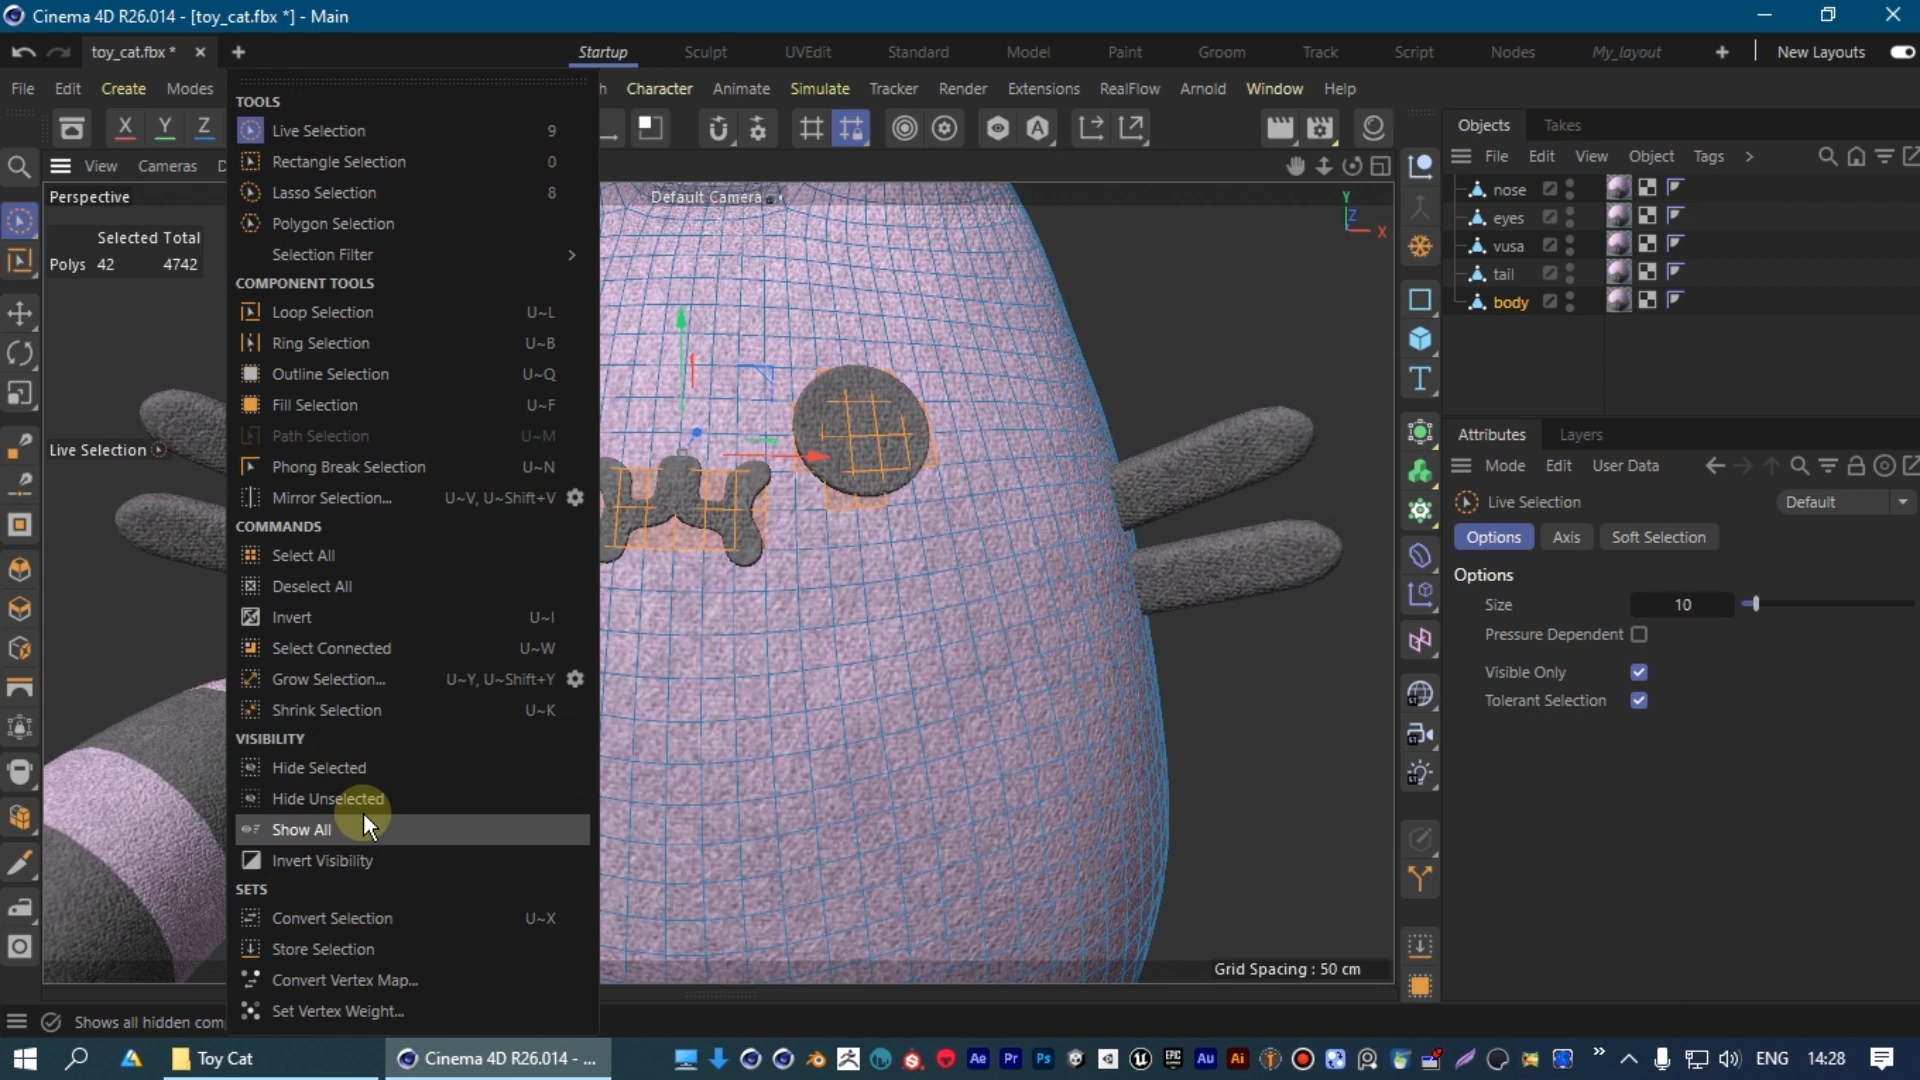 Cinema 4D R26.014 - [toy_cat.fbx *] - Main
toy_cat.fbx *
Startup
Sculpt
UVEdit
Standard
Model
Paint
Groom
Track
Script
Nodes
My_layout
New Layouts
File
Edit
Create
Modes
h
Character
Animate
Simulate
Tracker
Render
Extensions
RealFlow
Arnold
Window
Help
X
Y
Z
View
Cameras
D
Perspective
Default Camera
Selected Total
Polys 42 4742
Live Selection
TOOLS
Live Selection 9
Rectangle Selection 0
Lasso Selection 8
Polygon Selection
Selection Filter
COMPONENT TOOLS
Loop Selection U~L
Ring Selection U~B
Outline Selection U~Q
Fill Selection U~F
Path Selection U~M
Phong Break Selection U~N
Mirror Selection... U~V, U~Shift+V
COMMANDS
Select All
Deselect All
Invert U~I
Select Connected U~W
Grow Selection... U~Y, U~Shift+Y
Shrink Selection U~K
VISIBILITY
Hide Selected
Hide Unselected
Show All
Invert Visibility
SETS
Convert Selection U~X
Store Selection
Convert Vertex Map...
Set Vertex Weight...
Y
Z
X
Grid Spacing : 50 cm
Objects
Takes
File
Edit
View
Object
Tags
nose
eyes
vusa
tail
body
Attributes
Layers
Mode
Edit
User Data
Live Selection
Default
Options
Axis
Soft Selection
Options
Size 10
Pressure Dependent
Visible Only
Tolerant Selection
Shows all hidden com
Toy Cat
Cinema 4D R26.014 - ...
Ae
Pr
Ps
EPIC
Au
Ai
ENG
14:28